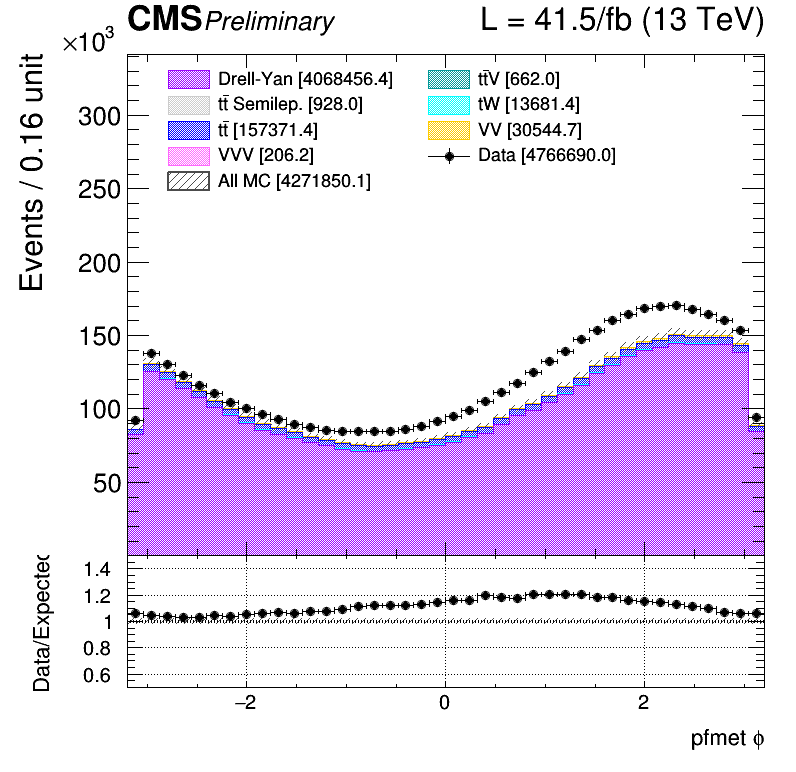 CMS Preliminary L = 41.5/fb (13 TeV)
×10³
Events / 0.16 unit
Drell-Yan [4068456.4]
tt̄ Semilep. [928.0]
tt̄ [157371.4]
VVV [206.2]
All MC [4271850.1]
tt̄V [662.0]
tW [13681.4]
VV [30544.7]
Data [4766690.0]
300
250
200
150
100
50
Data/Expected
1.4
1.2
1
0.8
0.6
−2 0 2
pfmet ϕ